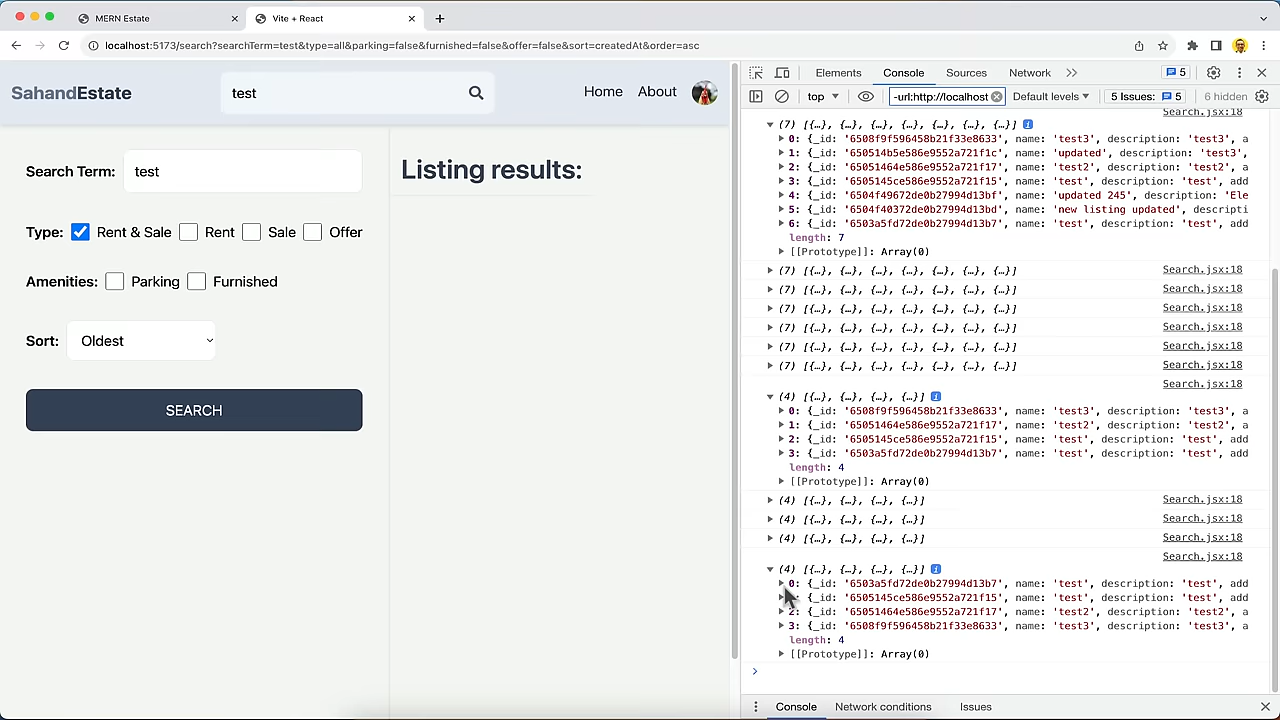 MERN Estate
Vite + React
localhost:5173/search?searchTerm=test&type=all&parking=false&furnished=false&offer=false&sort=createdAt&order=asc
SahandEstate
test
Home
About
Search Term:
test
Type:
Rent & Sale
Rent
Sale
Offer
Amenities:
Parking
Furnished
Sort:
Oldest
SEARCH
Listing results:
Elements
Console
Sources
Network
5
top
-url:http://localhost
Default levels
5 Issues:
5
6 hidden
Search.jsx:18
(7) [{…}, {…}, {…}, {…}, {…}, {…}, {…}]
0: {_id: '6508f9f596458b21f33e8633', name: 'test3', description: 'test3', a
1: {_id: '650514b5e586e9552a721f1c', name: 'updated', description: 'test3',
2: {_id: '65051464e586e9552a721f17', name: 'test2', description: 'test2', a
3: {_id: '6505145ce586e9552a721f15', name: 'test', description: 'test', add
4: {_id: '6504f49672de0b27994d13bf', name: 'updated 245', description: 'Ele
5: {_id: '6504f40372de0b27994d13bd', name: 'new listing updated', descripti
6: {_id: '6503a5fd72de0b27994d13b7', name: 'test', description: 'test', add
length: 7
[[Prototype]]: Array(0)
(7) [{…}, {…}, {…}, {…}, {…}, {…}, {…}] Search.jsx:18
(7) [{…}, {…}, {…}, {…}, {…}, {…}, {…}] Search.jsx:18
(7) [{…}, {…}, {…}, {…}, {…}, {…}, {…}] Search.jsx:18
(7) [{…}, {…}, {…}, {…}, {…}, {…}, {…}] Search.jsx:18
(7) [{…}, {…}, {…}, {…}, {…}, {…}, {…}] Search.jsx:18
(7) [{…}, {…}, {…}, {…}, {…}, {…}, {…}] Search.jsx:18
Search.jsx:18
(4) [{…}, {…}, {…}, {…}]
0: {_id: '6508f9f596458b21f33e8633', name: 'test3', description: 'test3', a
1: {_id: '65051464e586e9552a721f17', name: 'test2', description: 'test2', a
2: {_id: '6505145ce586e9552a721f15', name: 'test', description: 'test', add
3: {_id: '6503a5fd72de0b27994d13b7', name: 'test', description: 'test', add
length: 4
[[Prototype]]: Array(0)
(4) [{…}, {…}, {…}, {…}] Search.jsx:18
(4) [{…}, {…}, {…}, {…}] Search.jsx:18
(4) [{…}, {…}, {…}, {…}] Search.jsx:18
Search.jsx:18
(4) [{…}, {…}, {…}, {…}]
0: {_id: '6503a5fd72de0b27994d13b7', name: 'test', description: 'test', add
{_id: '6505145ce586e9552a721f15', name: 'test', description: 'test', add
2: {_id: '65051464e586e9552a721f17', name: 'test2', description: 'test2', a
3: {_id: '6508f9f596458b21f33e8633', name: 'test3', description: 'test3', a
length: 4
[[Prototype]]: Array(0)
Console
Network conditions
Issues